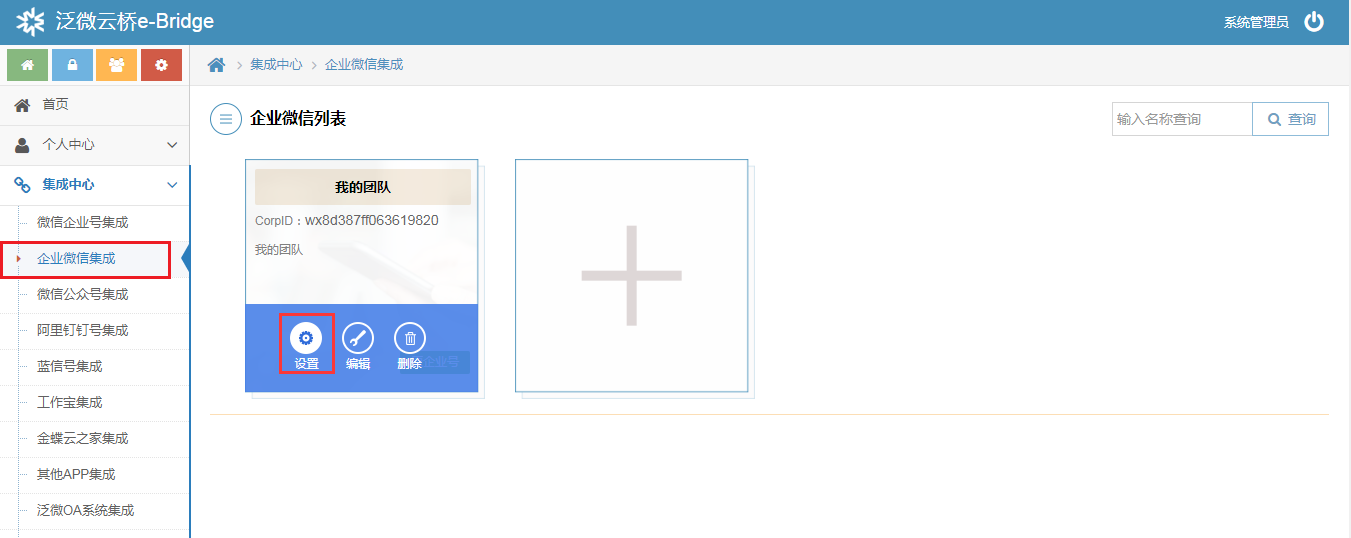 泛微云桥e-Bridge
系统管理员
集成中心
企业微信集成
首页
个人中心
集成中心
微信企业号集成
企业微信集成
微信公众号集成
阿里钉钉号集成
蓝信号集成
工作宝集成
金蝶云之家集成
其他APP集成
泛微OA系统集成
企业微信列表
输入名称查询
查询
我的团队
CorpID：wx8d387ff063619820
我的团队
设置
编辑
删除
企业号